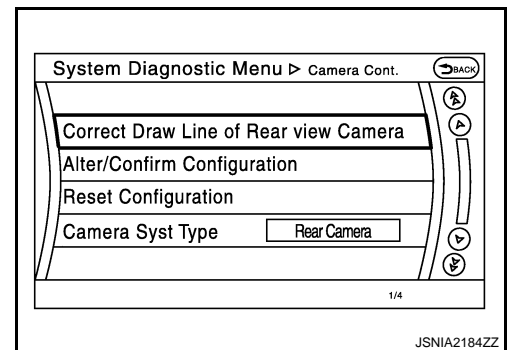 System Diagnostic Menu ▷ Camera Cont.
BACK
Correct Draw Line of Rear view Camera
Alter/Confirm Configuration
Reset Configuration
Camera Syst Type Rear Camera
1/4
JSNIA2184ZZ